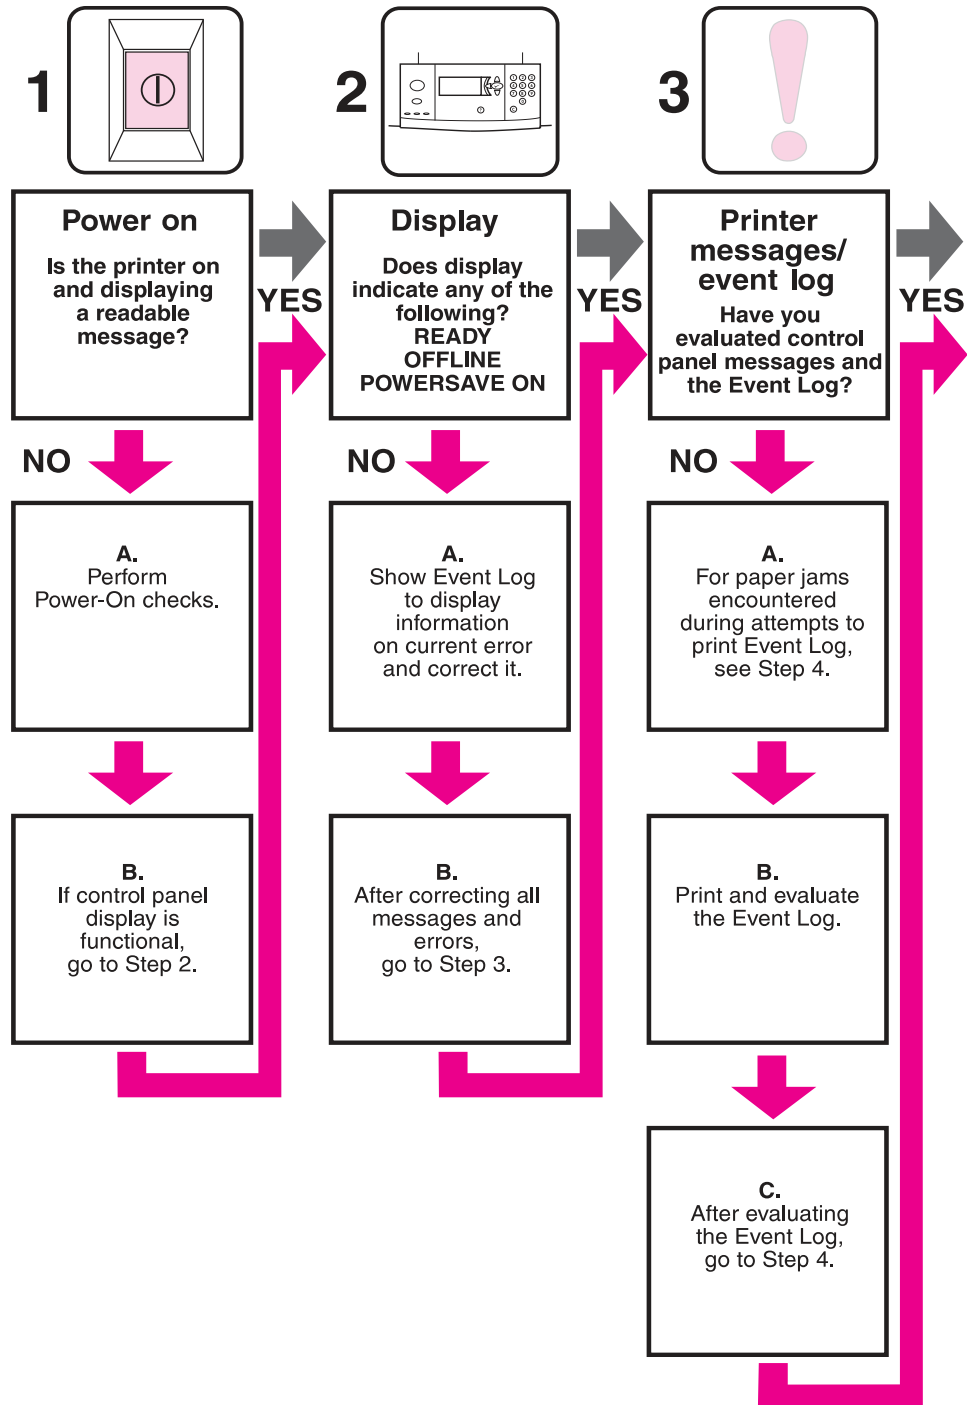 1
Power on
Is the printer on
and displaying
a readable
message?
YES
NO
A.
Perform
Power-On checks.
B.
If control panel
display is
functional,
go to Step 2.
2
Display
Does display
indicate any of the
following?
READY
OFFLINE
POWERSAVE ON
YES
NO
A.
Show Event Log
to display
information
on current error
and correct it.
B.
After correcting all
messages and
errors,
go to Step 3.
3
Printer
messages/
event log
Have you
evaluated control
panel messages and
the Event Log?
YES
NO
A.
For paper jams
encountered
during attempts to
print Event Log,
see Step 4.
B.
Print and evaluate
the Event Log.
C.
After evaluating
the Event Log,
go to Step 4.